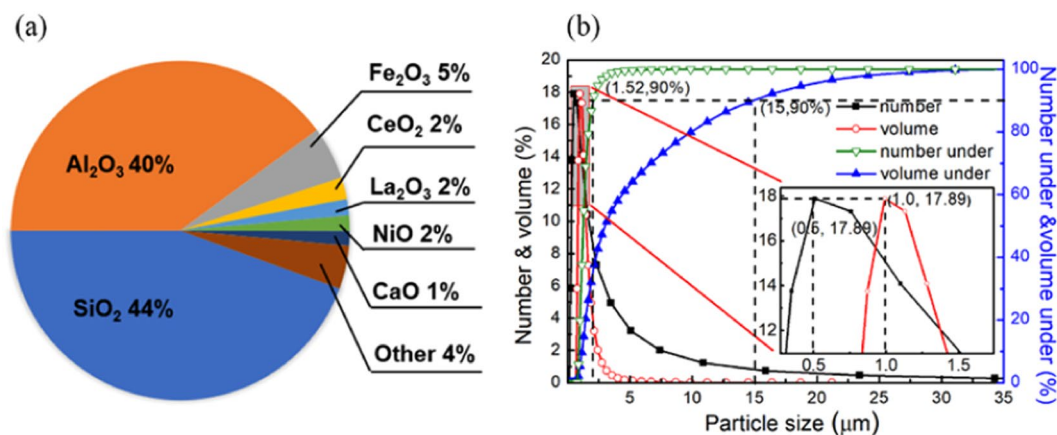 (a)
Fe₂O₃ 5%
CeO₂ 2%
Al₂O₃ 40%
La₂O₃ 2%
NiO 2%
SiO₂ 44%
CaO 1%
Other 4%
(b)
20
18
16
14
12
10
8
6
4
2
0
Number & volume (%)
5
10
15
20
25
30
35
Particle size (μm)
100
80
60
40
20
0
Number under &volume under (%)
(1.52,90%)
(15,90%)
number
volume
number under
volume under
18
16
14
12
(0.5, 17.89)
(1.0, 17.89)
0.5
1.0
1.5